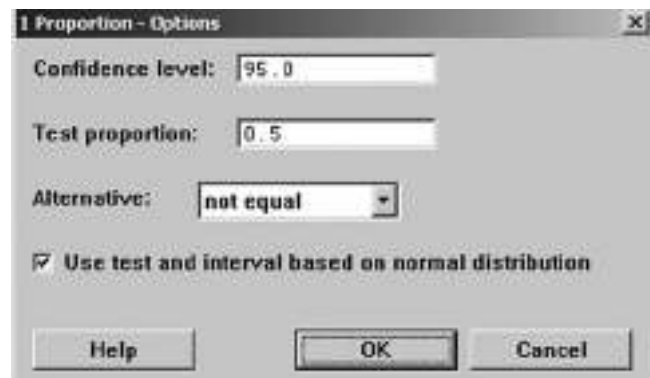 1 Proportion - Options
Confidence level: 95.0
Test proportion: 0.5
Alternative: not equal
Use test and interval based on normal distribution
Help OK Cancel